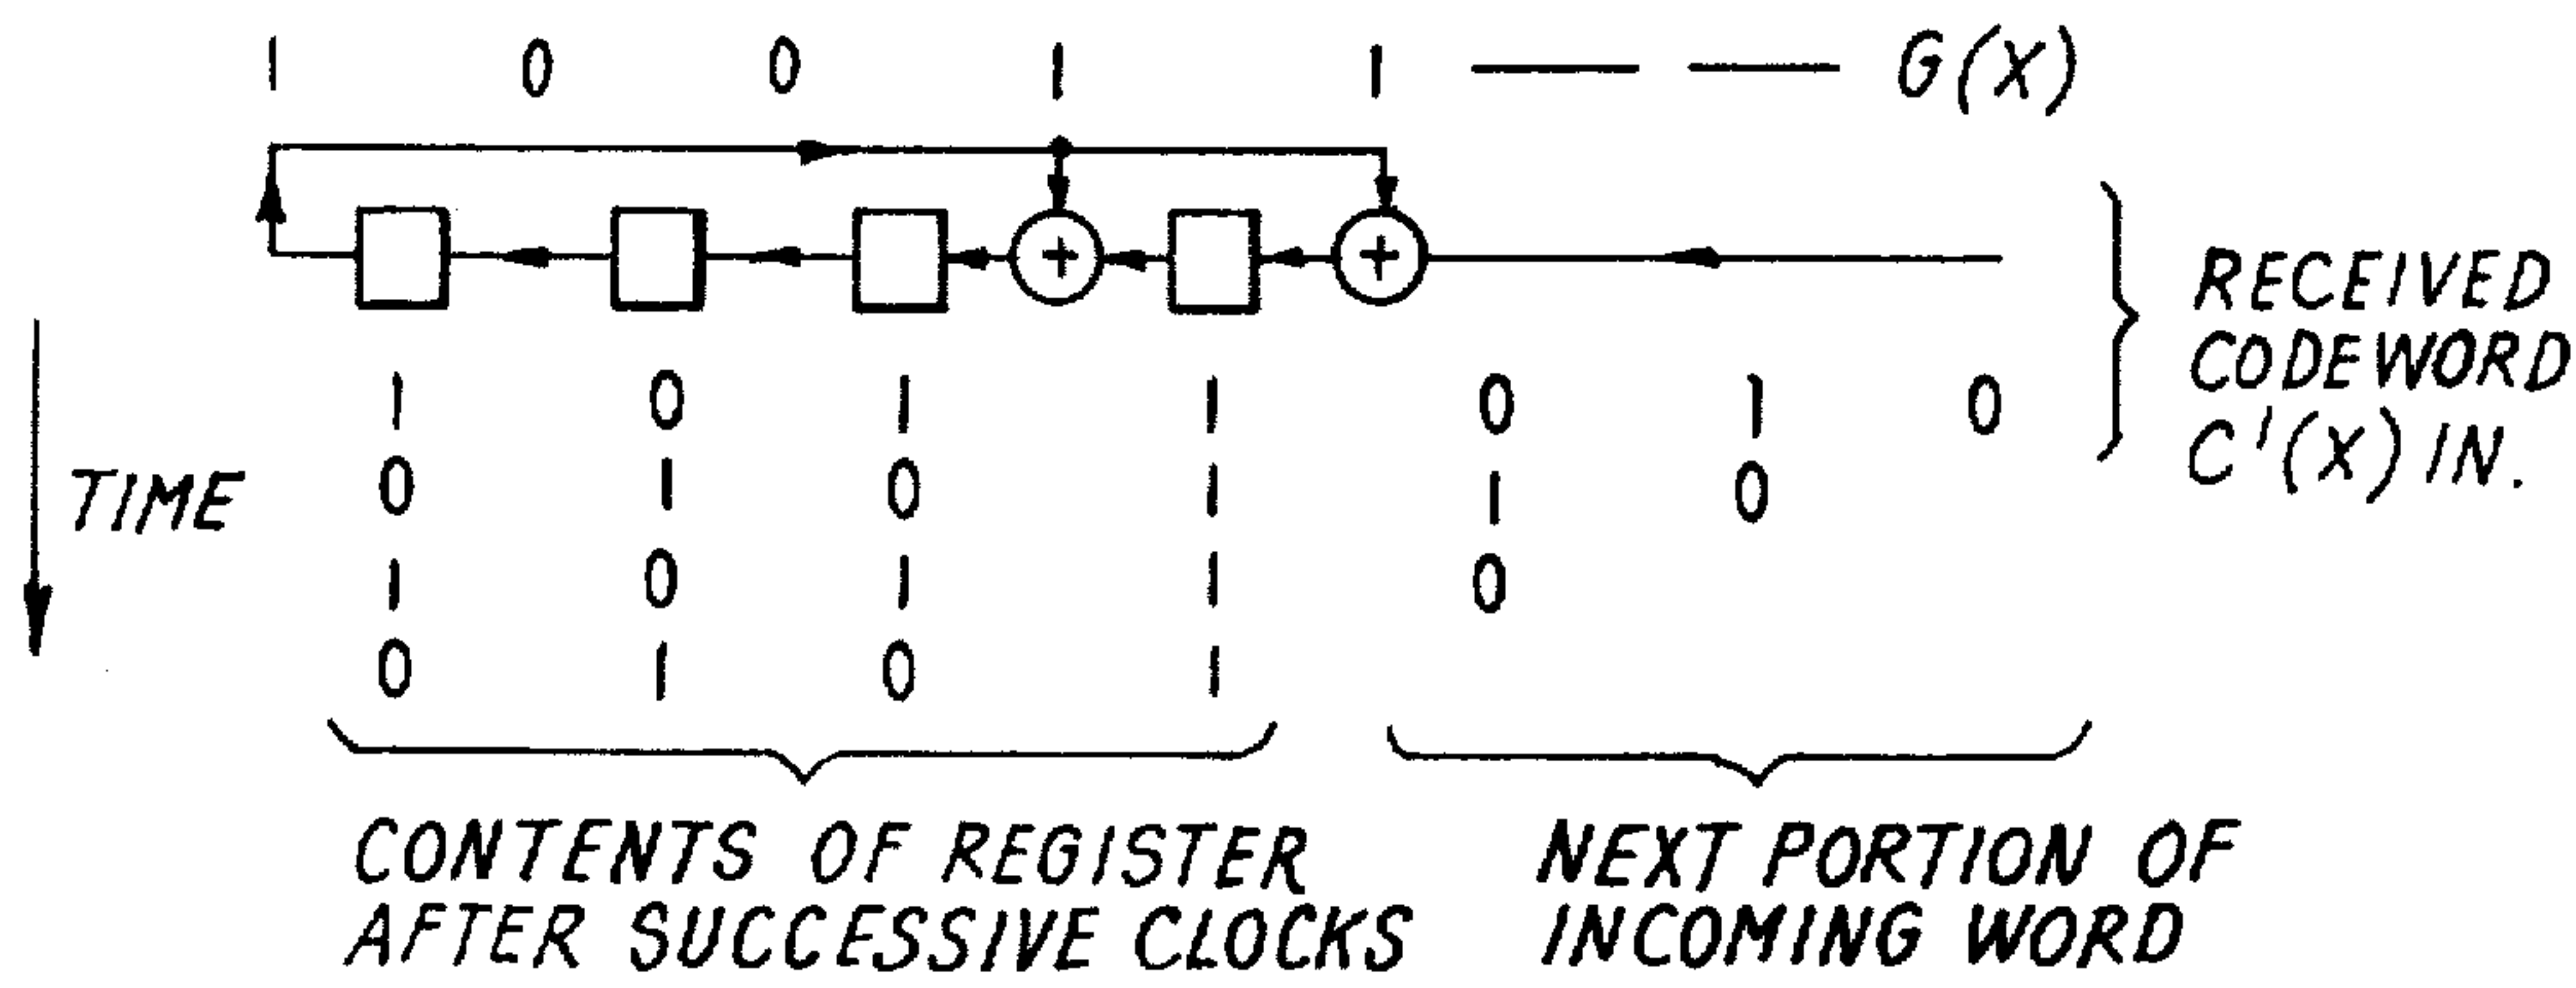 1 0 0 1 1 — — G(X)
+ +
RECEIVED
CODEWORD
C'(X) IN.
TIME
1 0 1 1 0 1 0
0 1 0 1 1 0
1 0 1 1 0
0 1 0 1
CONTENTS OF REGISTER
AFTER SUCCESSIVE CLOCKS
NEXT PORTION OF
INCOMING WORD